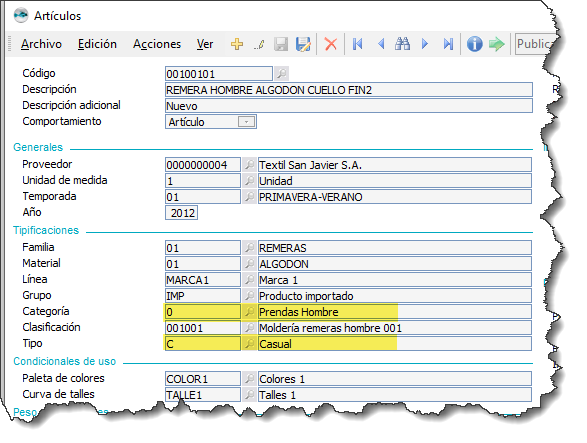 Artículos
Archivo Edición Acciones Ver Public
Código 00100101
Descripción REMERA HOMBRE ALGODON CUELLO FIN2
Descripción adicional Nuevo
Comportamiento Artículo
Generales
Proveedor 0000000004 Textil San Javier S.A.
Unidad de medida 1 Unidad
Temporada 01 PRIMAVERA-VERANO
Año 2012
Tipificaciones
Familia 01 REMERAS
Material 01 ALGODON
Línea MARCA1 Marca 1
Grupo IMP Producto importado
Categoría 0 Prendas Hombre
Clasificación 001001 Moldería remeras hombre 001
Tipo C Casual
Condicionales de uso
Paleta de colores COLOR1 Colores 1
Curva de talles TALLE1 Talles 1
Peso